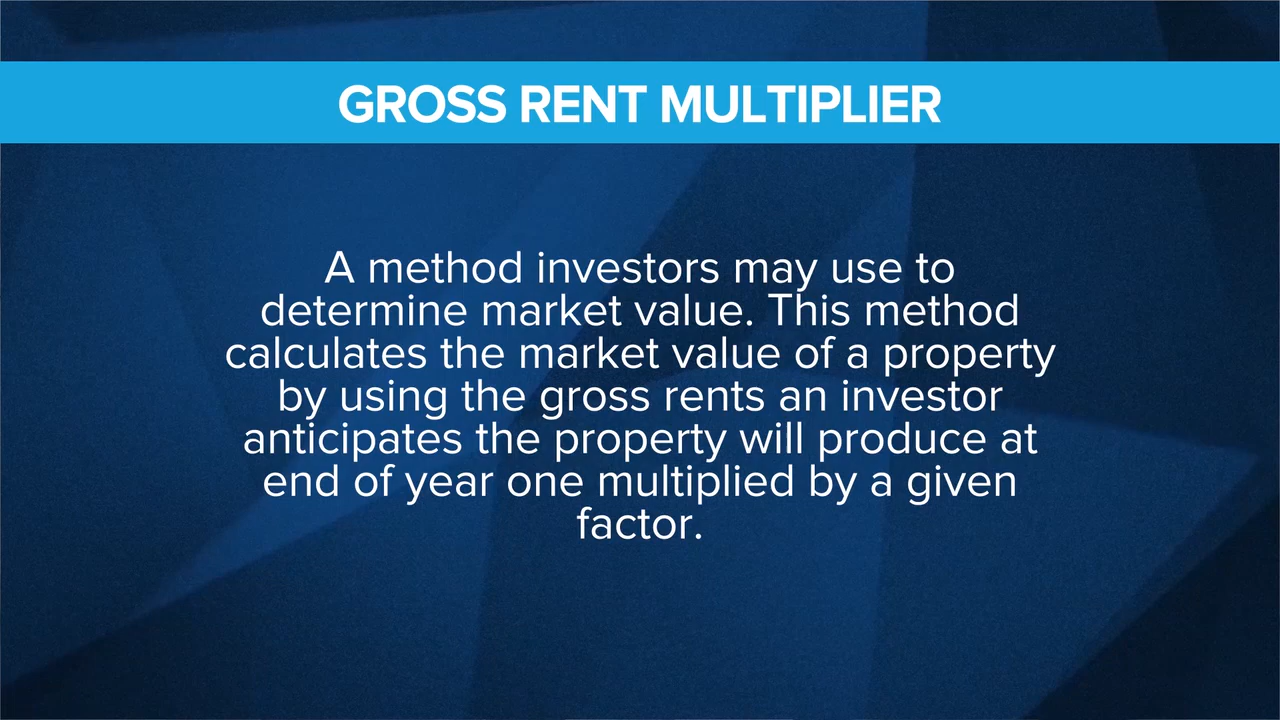 GROSS RENT MULTIPLIER
A method investors may use to
determine market value. This method
calculates the market value of a property
by using the gross rents an investor
anticipates the property will produce at
end of year one multiplied by a given
factor.